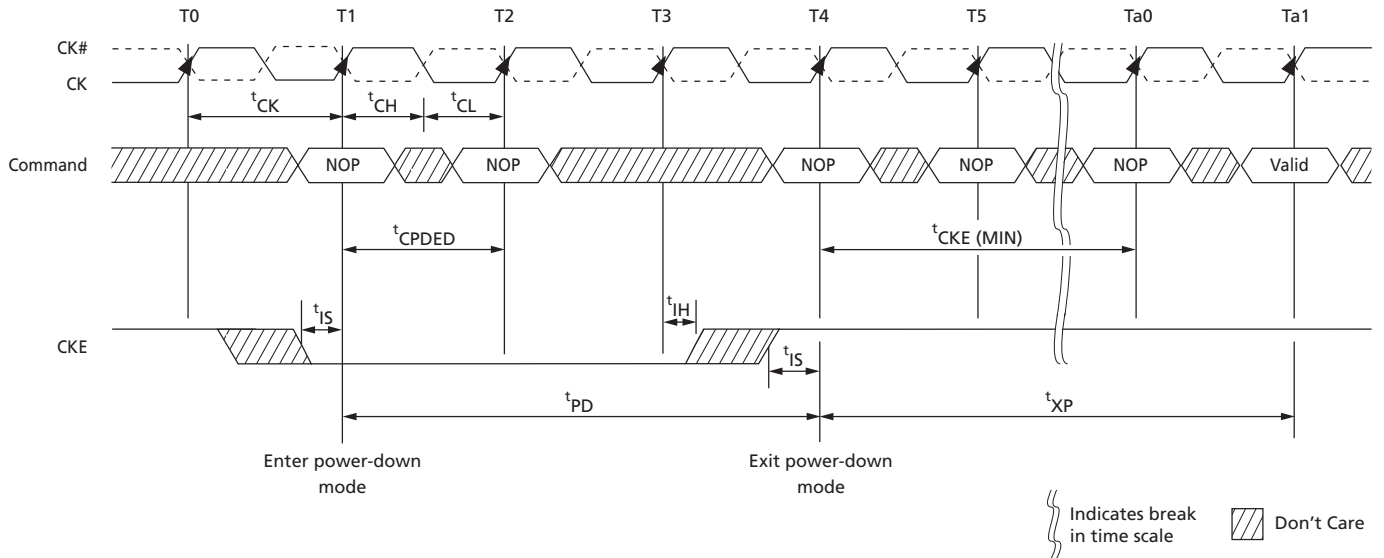 T0 T1 T2 T3 T4 T5 Ta0 Ta1
CK#
CK
tCK tCH tCL
Command NOP NOP NOP NOP NOP Valid
tCPDED tCKE (MIN)
tIS tIH
CKE
tIS
tPD tXP
Enter power-down
mode
Exit power-down
mode
Indicates break
in time scale
Don't Care